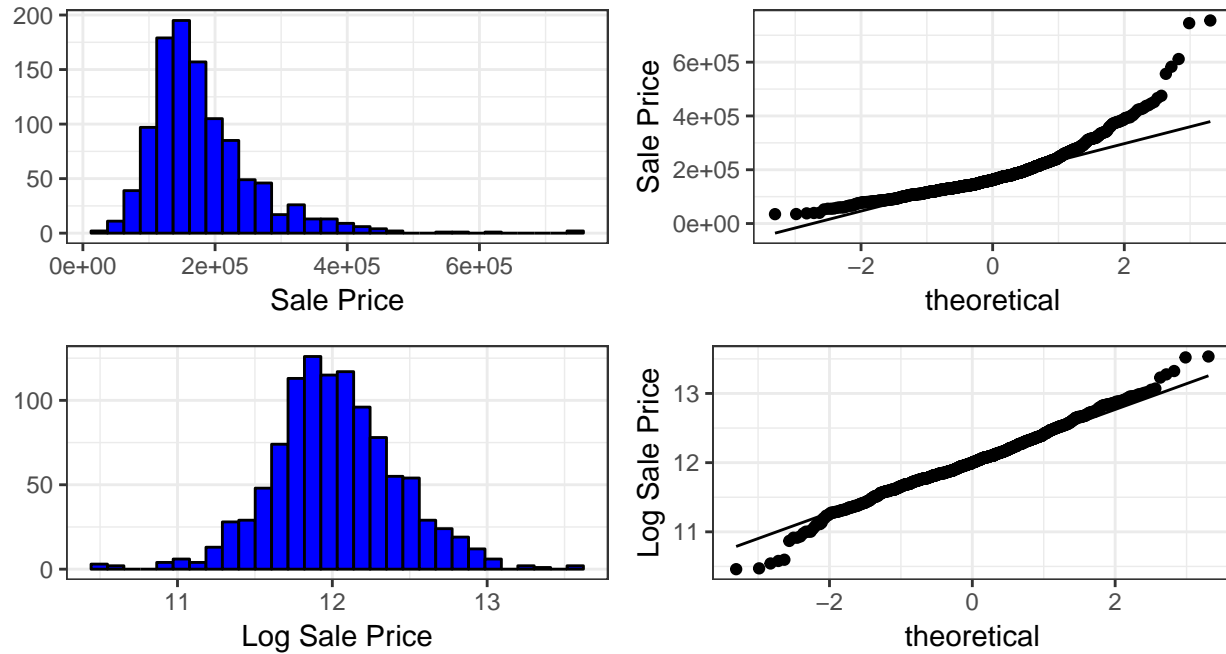 200
150
100
50
0
0e+00 2e+05 4e+05 6e+05
Sale Price
Sale Price
6e+05
4e+05
2e+05
0e+00
−2 0 2
theoretical
100
50
0
11 12 13
Log Sale Price
Log Sale Price
13
12
11
−2 0 2
theoretical